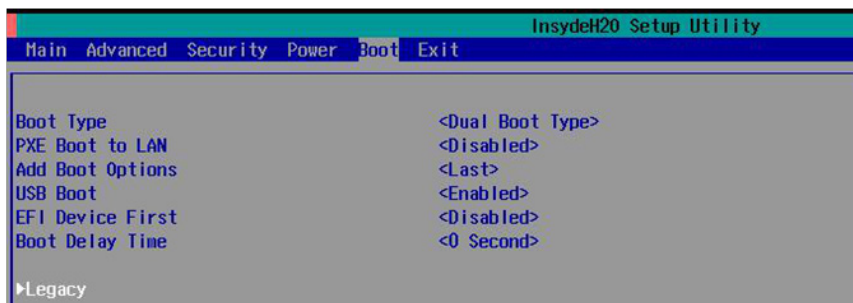 InsydeH20 Setup Utility
Main Advanced Security Power Boot Exit
Boot Type <Dual Boot Type>
PXE Boot to LAN <Disabled>
Add Boot Options <Last>
USB Boot <Enabled>
EFI Device First <Disabled>
Boot Delay Time <0 Second>
▶Legacy